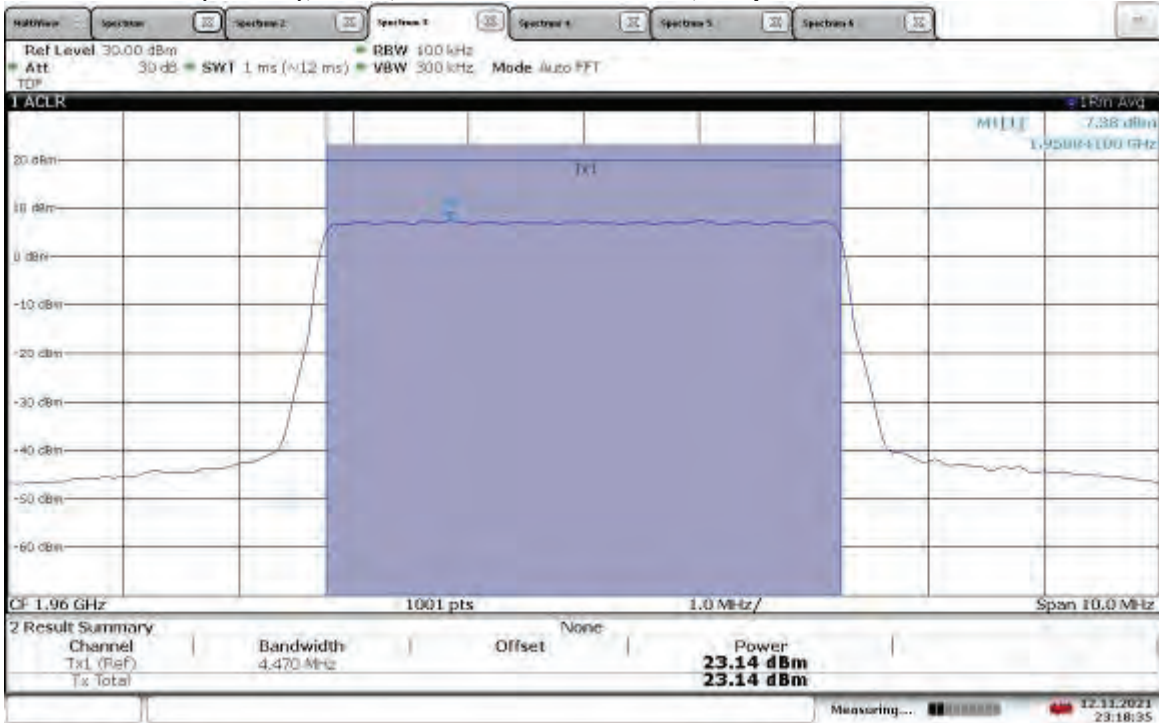 MultiView Spectrum Spectrum 2 Spectrum 3 Spectrum 4 Spectrum 5 Spectrum 6
Ref Level 30.00 dBm RBW 100 kHz
Att 30 dB SWT 1 ms (~12 ms) VBW 300 kHz Mode Auto FFT
TDF
1 ACLR 1Rm Avg
M1[1] 7.38 dBm
GHz
20 dBm
Tx1
10 dBm
0 dBm
-10 dBm
-20 dBm
-30 dBm
-40 dBm
-50 dBm
-60 dBm
CF 1.96 GHz 1001 pts 1.0 MHz/ Span 10.0 MHz
2 Result Summary None
Channel Bandwidth Offset Power
Tx1 (Ref) 4.470 MHz 23.14 dBm
Tx Total 23.14 dBm
Measuring... 12.11.2021
23:18:35